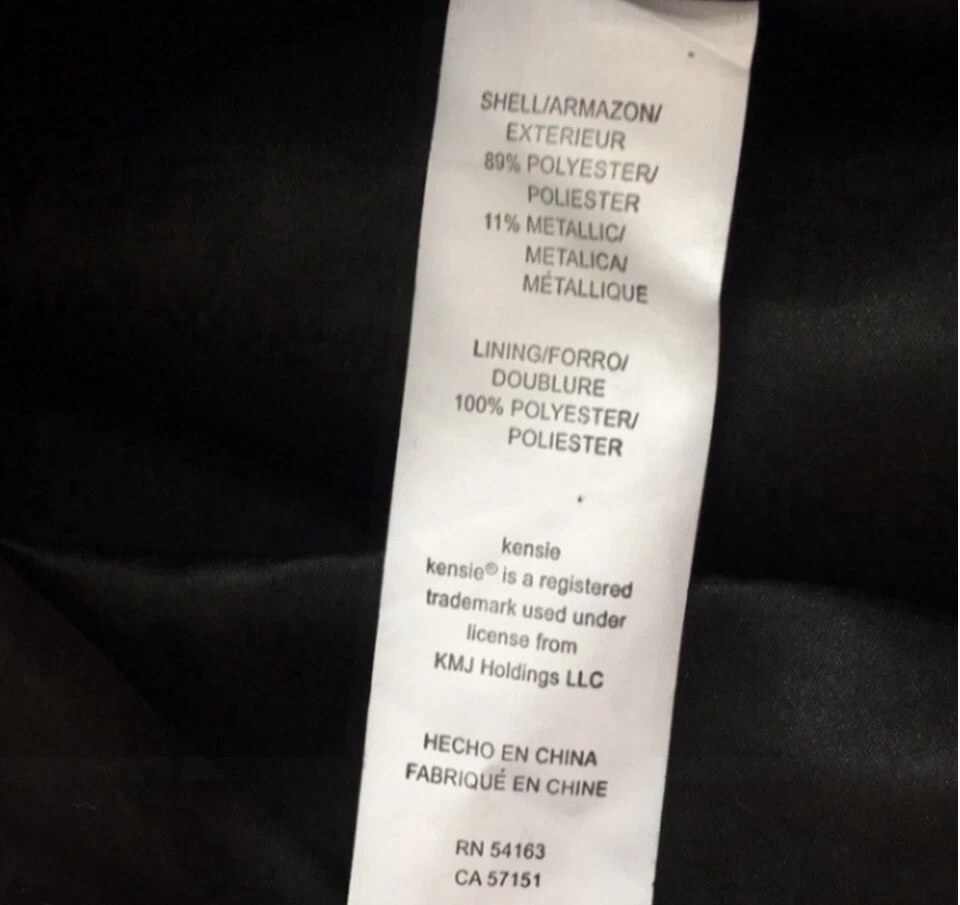 SHELL/ARMAZON/
EXTERIEUR
89% POLYESTER/
POLIESTER
11% METALLIC/
METALICA/
MÉTALLIQUE
LINING/FORRO/
DOUBLURE
100% POLYESTER/
POLIESTER
kensie
kensie® is a registered
trademark used under
license from
KMJ Holdings LLC
HECHO EN CHINA
FABRIQUÉ EN CHINE
RN 54163
CA 57151